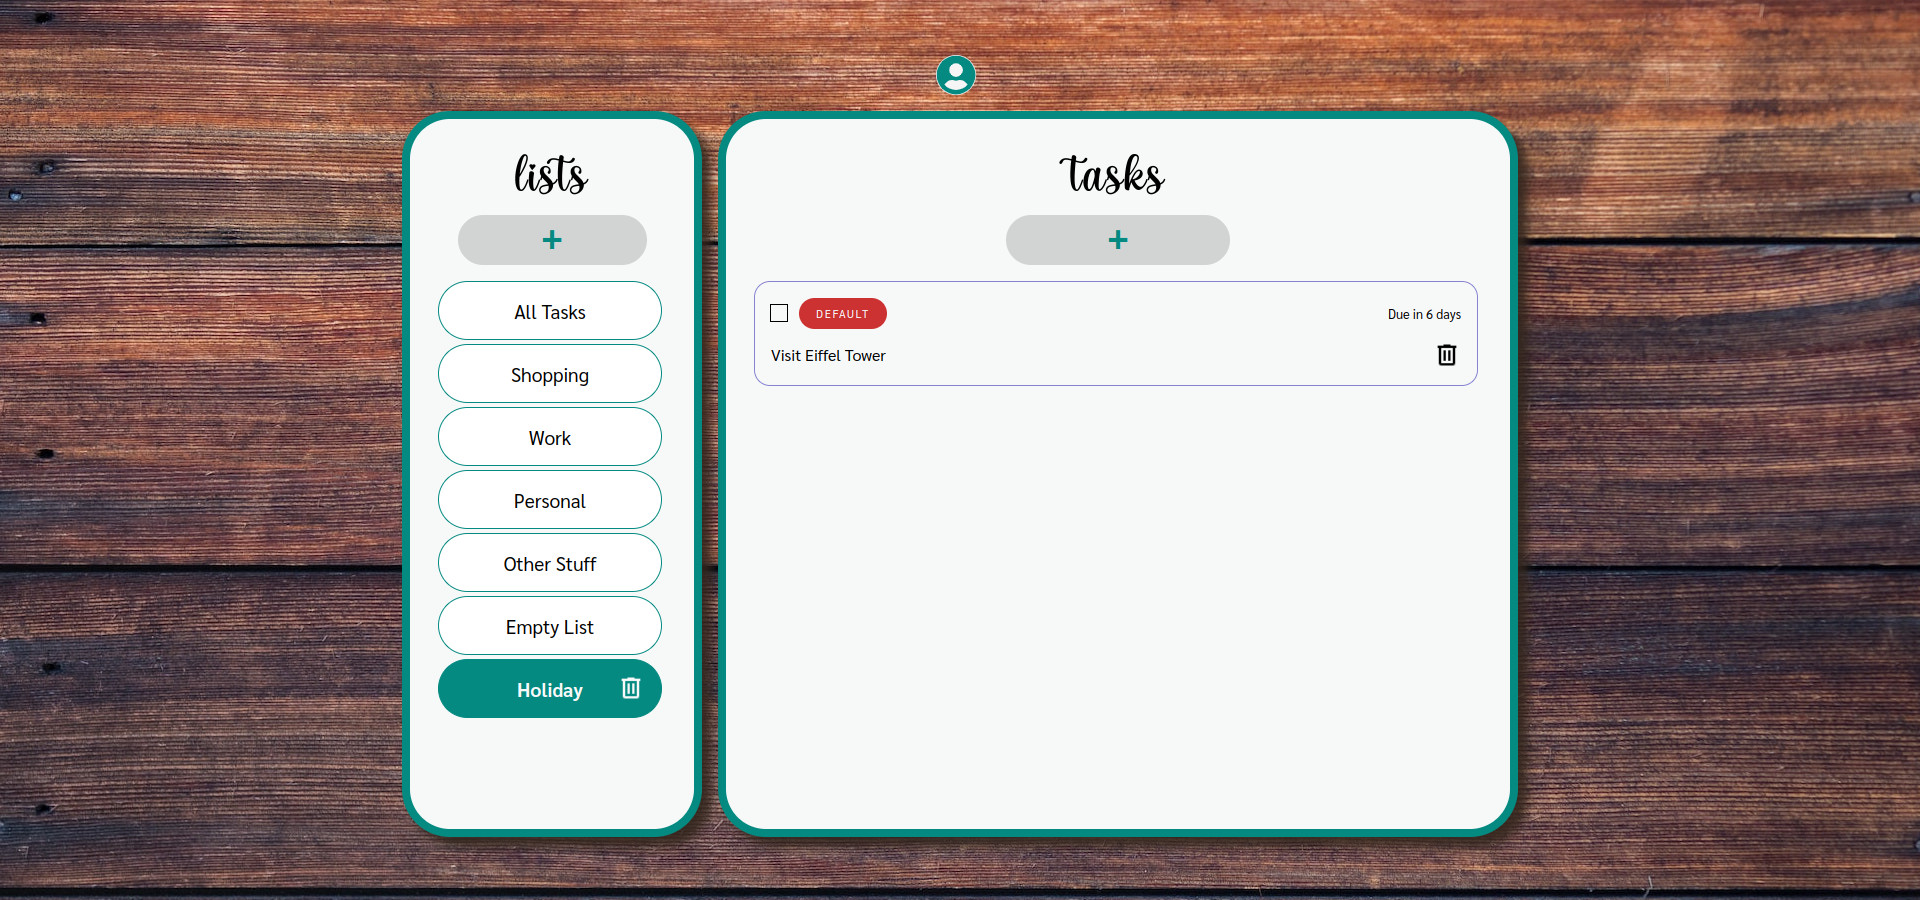 lists
+
All Tasks
Shopping
Work
Personal
Other Stuff
Empty List
Holiday
tasks
+
DEFAULT
Due in 6 days
Visit Eiffel Tower